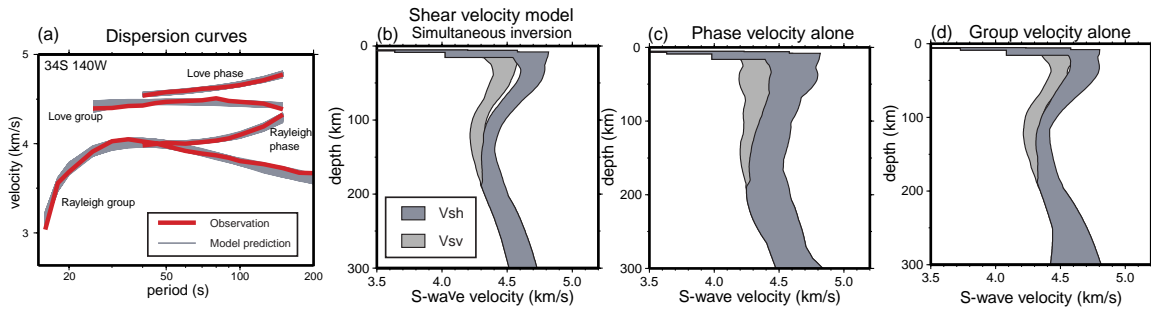 (a)
Dispersion curves
34S 140W
Love phase
Love group
Rayleigh
phase
Rayleigh group
Observation
Model prediction
velocity (km/s)
5
4
3
20
50
100
200
period (s)
Shear velocity model
(b)
Simultaneous inversion
depth (km)
0
100
200
300
Vsh
Vsv
3.5
4.0
4.5
5.0
S-wave velocity (km/s)
(c)
Phase velocity alone
depth (km)
0
100
200
300
3.5
4.0
4.5
5.0
S-wave velocity (km/s)
(d)
Group velocity alone
depth (km)
0
100
200
300
3.5
4.0
4.5
5.0
S-wave velocity (km/s)